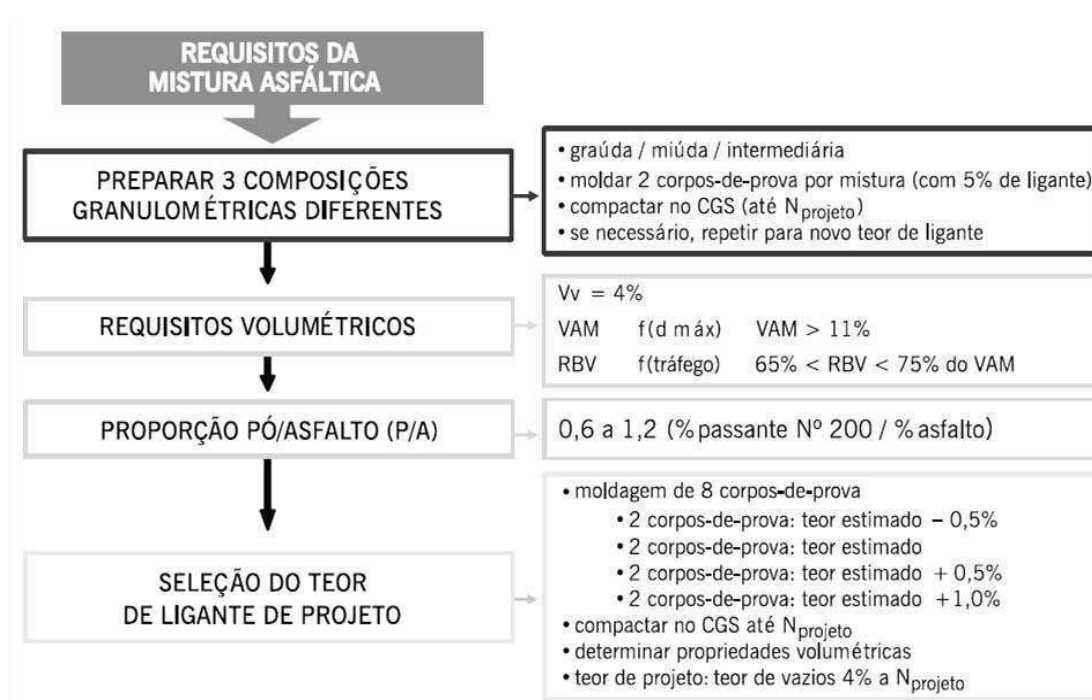 REQUISITOS DA
MISTURA ASFÁLTICA
PREPARAR 3 COMPOSIÇÕES
GRANULOMÉTRICAS DIFERENTES
• graúda / miúda / intermediária
• moldar 2 corpos-de-prova por mistura (com 5% de ligante)
• compactar no CGS (até Nprojeto)
• se necessário, repetir para novo teor de ligante
REQUISITOS VOLUMÉTRICOS
Vv = 4%
VAM f(d máx) VAM > 11%
RBV f(tráfego) 65% < RBV < 75% do VAM
PROPORÇÃO PÓ/ASFALTO (P/A)
0,6 a 1,2 (% passante Nº 200 / % asfalto)
SELEÇÃO DO TEOR
DE LIGANTE DE PROJETO
• moldagem de 8 corpos-de-prova
• 2 corpos-de-prova: teor estimado – 0,5%
• 2 corpos-de-prova: teor estimado
• 2 corpos-de-prova: teor estimado + 0,5%
• 2 corpos-de-prova: teor estimado +1,0%
• compactar no CGS até Nprojeto
• determinar propriedades volumétricas
• teor de projeto: teor de vazios 4% a Nprojeto